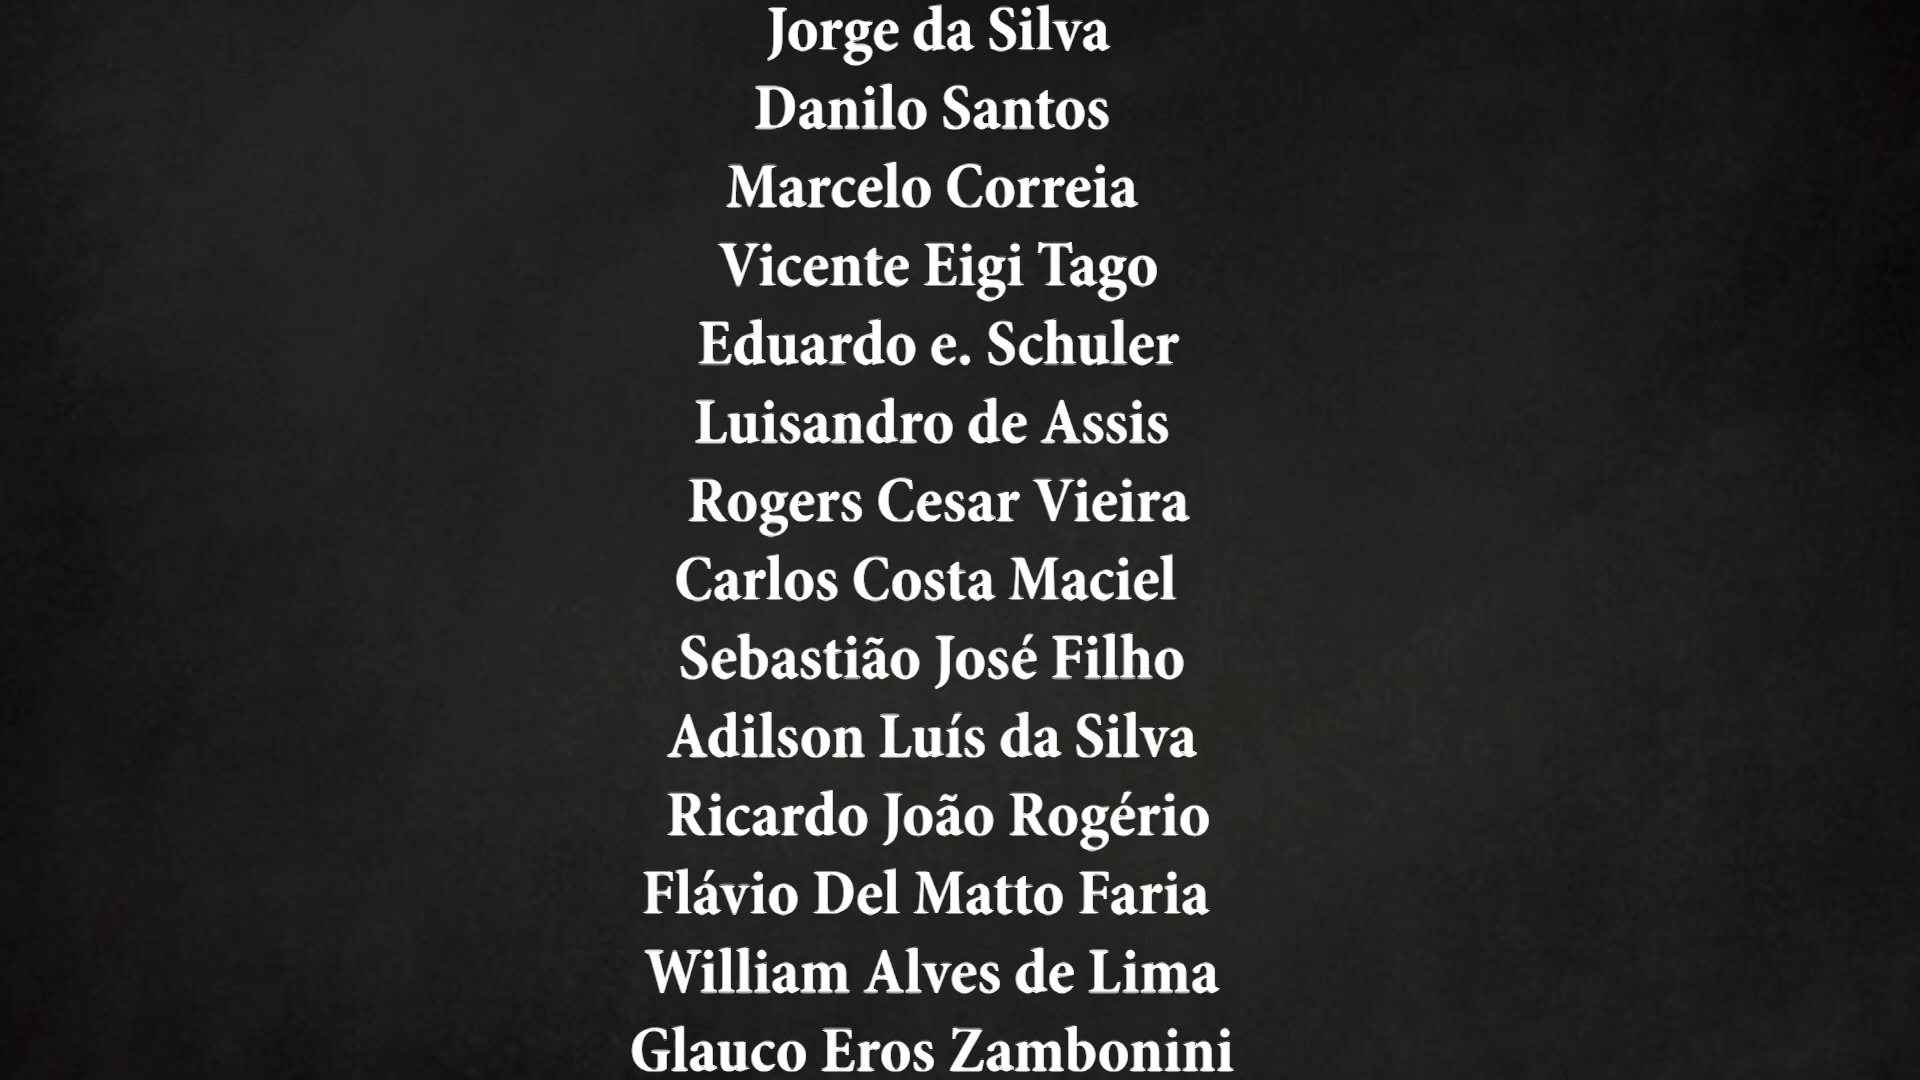 Jorge da Silva
Danilo Santos
Marcelo Correia
Vicente Eigi Tago
Eduardo e. Schuler
Luisandro de Assis
Rogers Cesar Vieira
Carlos Costa Maciel
Sebastião José Filho
Adilson Luís da Silva
Ricardo João Rogério
Flávio Del Matto Faria
William Alves de Lima
Glauco Eros Zambonini